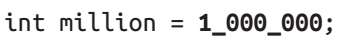 int million = 1_000_000;